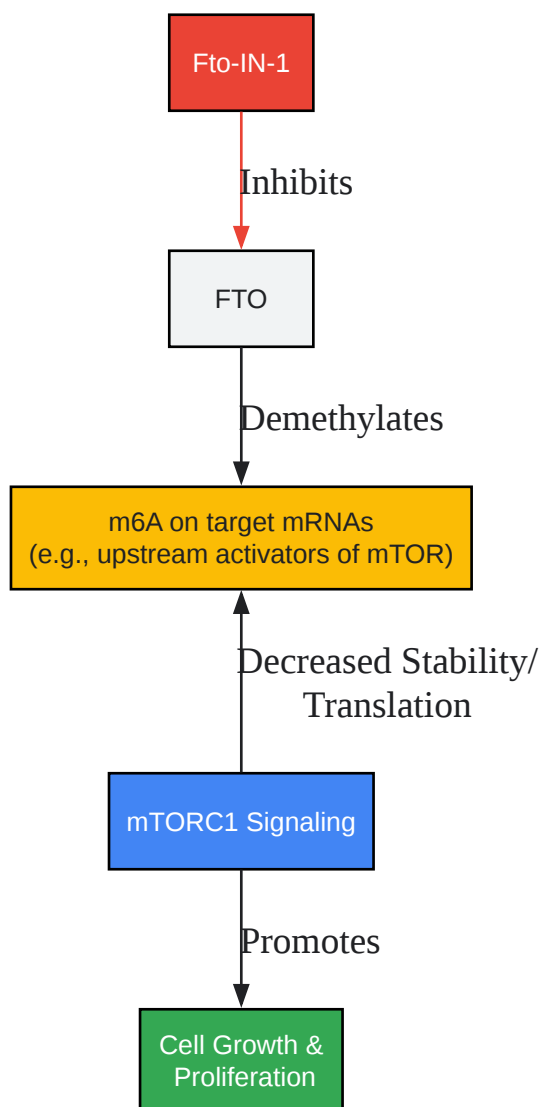 Fto-IN-1
Inhibits
FTO
Demethylates
m6A on target mRNAs
(e.g., upstream activators of mTOR)
Decreased Stability/
Translation
mTORC1 Signaling
Promotes
Cell Growth &
Proliferation